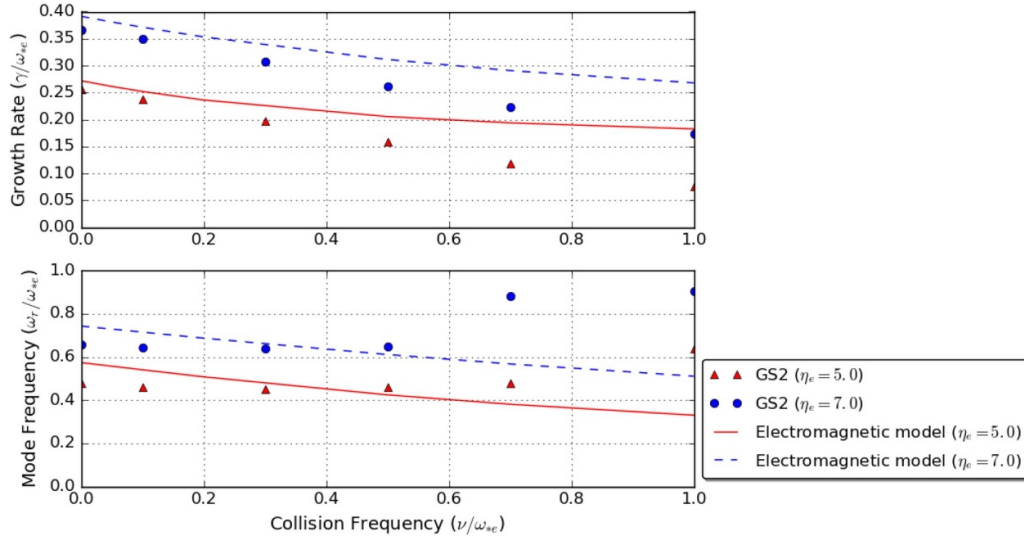 0.40
0.35
0.30
0.25
0.20
0.15
0.10
0.05
0.00
Growth Rate (γ/ω*e)
0.0 0.2 0.4 0.6 0.8 1.0
1.0
0.8
0.6
0.4
0.2
0.0
Mode Frequency (ωr/ω*e)
0.0 0.2 0.4 0.6 0.8 1.0
Collision Frequency (ν/ω*e)
GS2 (ηe = 5.0)
GS2 (ηe = 7.0)
Electromagnetic model (ηe = 5.0)
Electromagnetic model (ηe = 7.0)